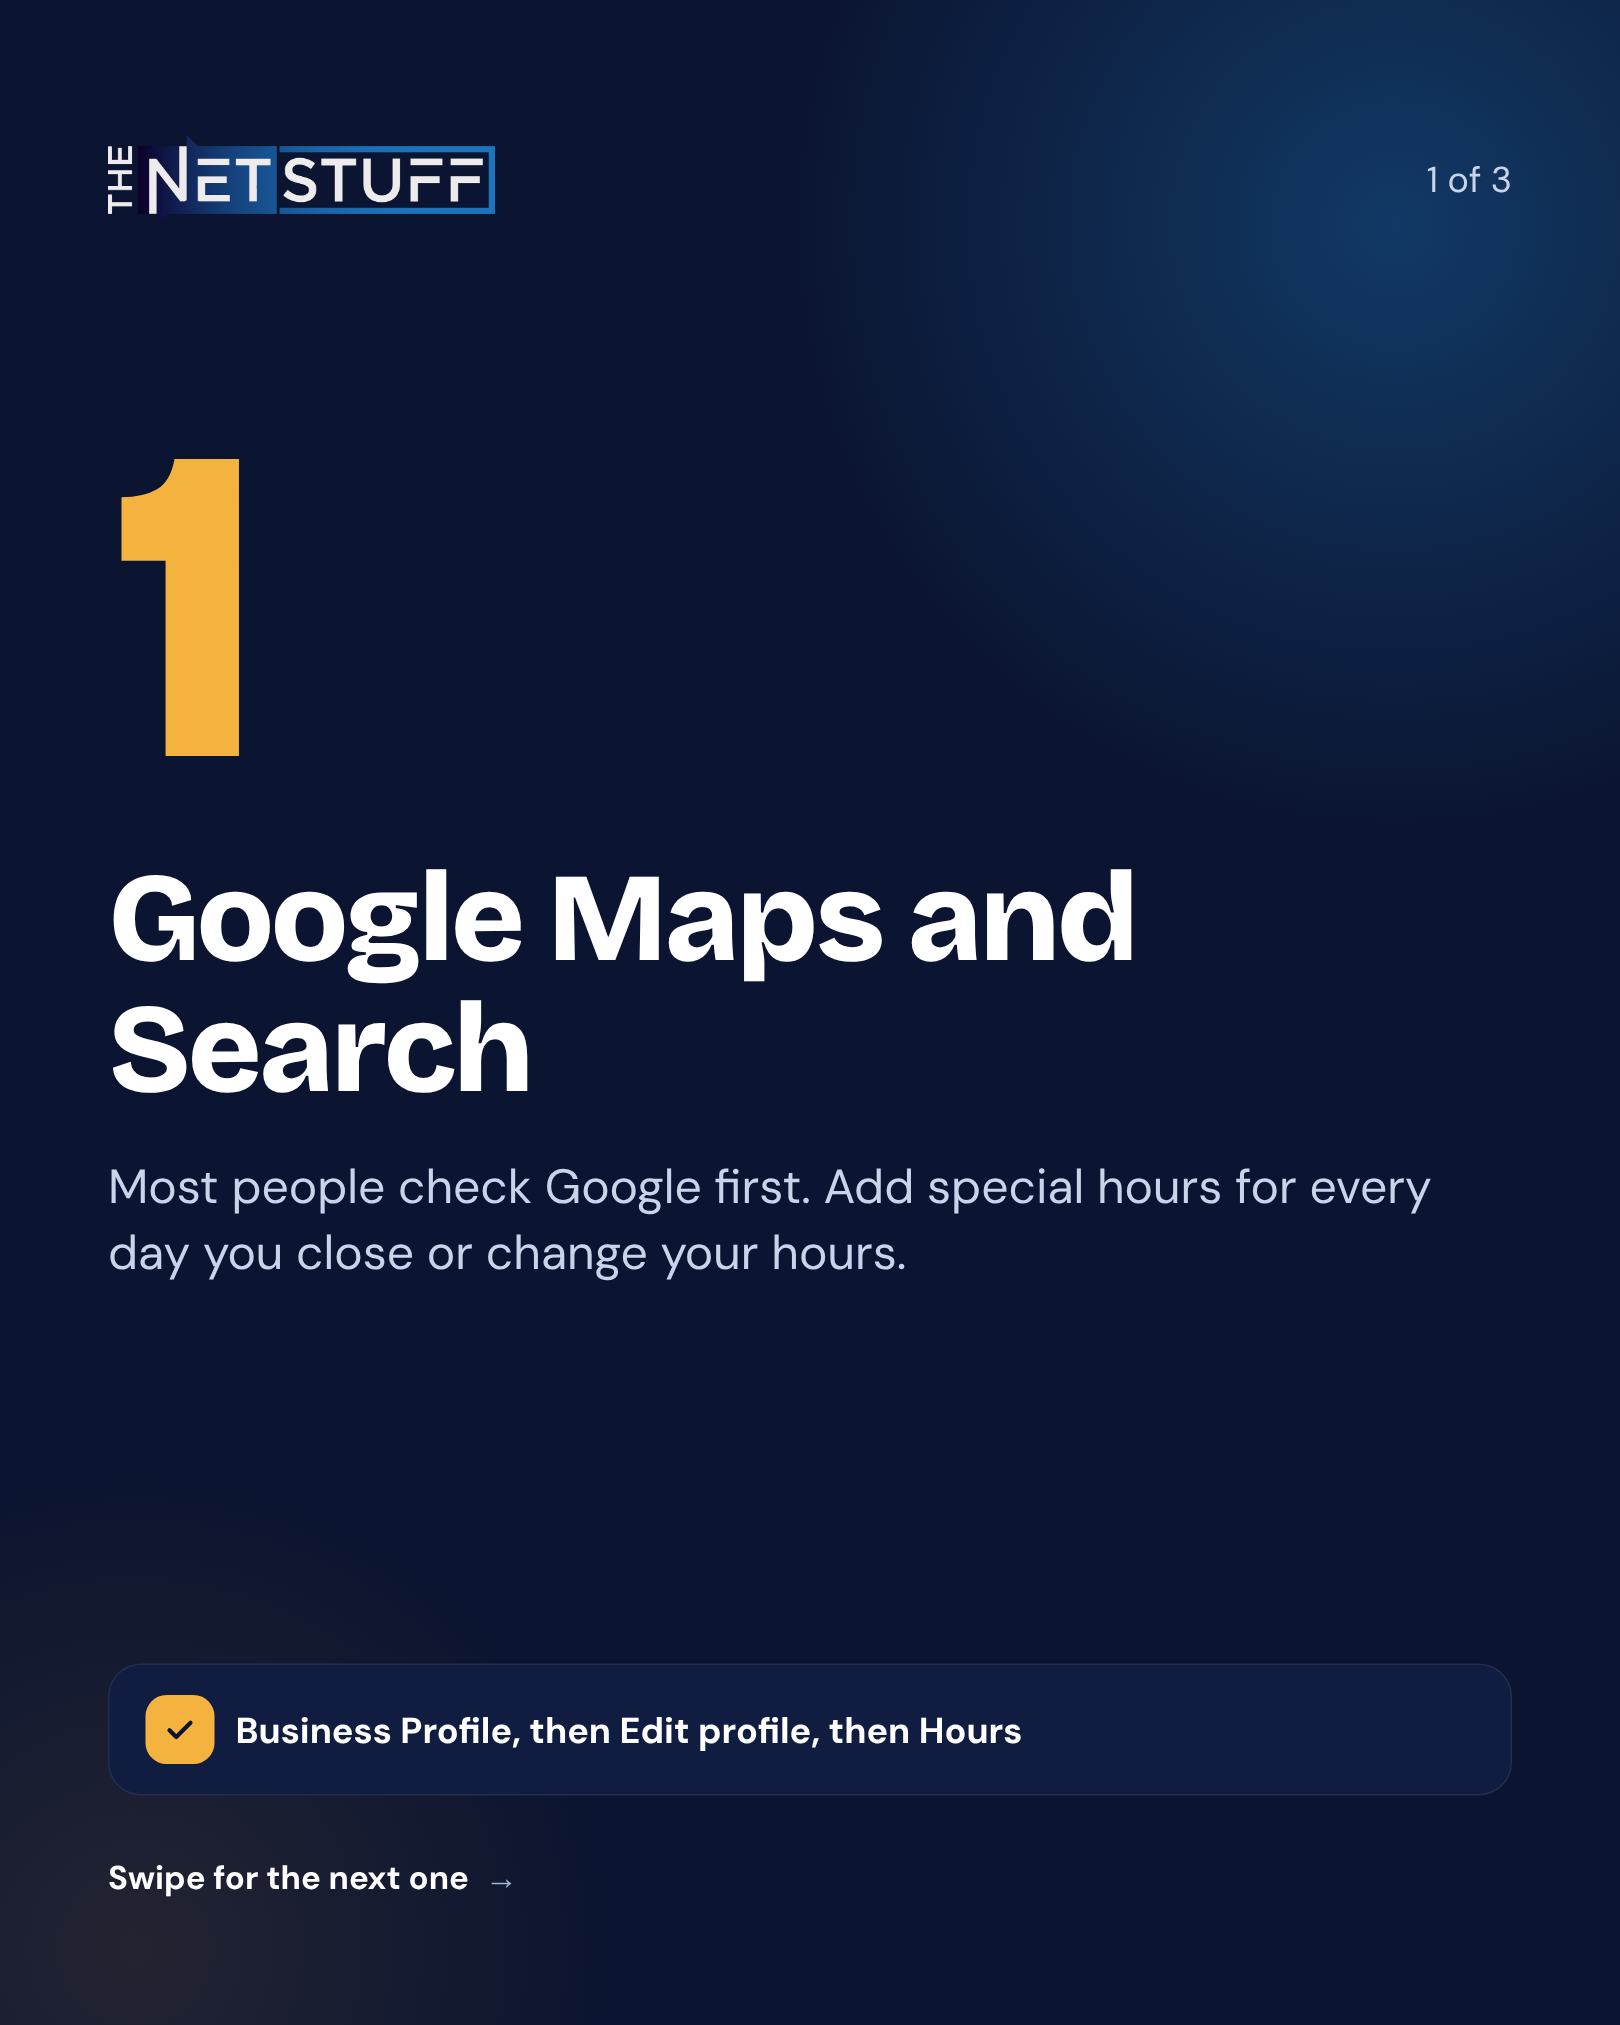 THE NETSTUFF
1 of 3
1
Google Maps and
Search
Most people check Google first. Add special hours for every
day you close or change your hours.
Business Profile, then Edit profile, then Hours
Swipe for the next one →